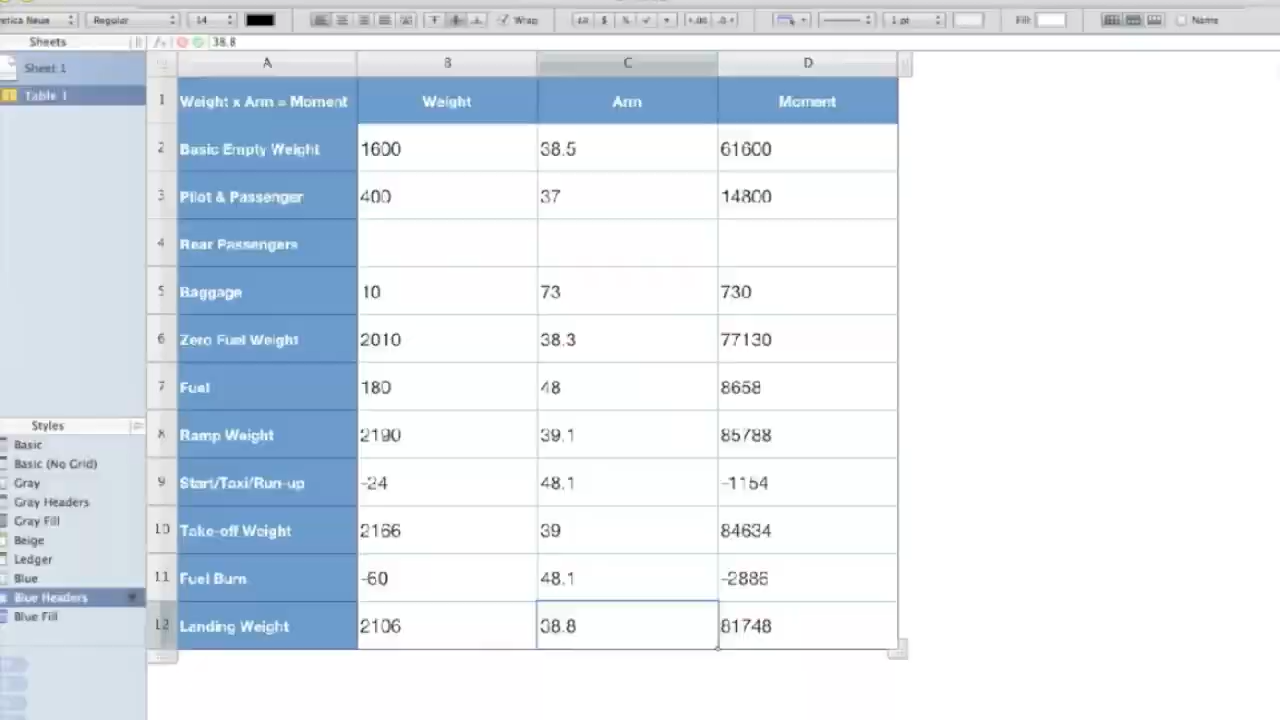 Regular 14 Wrap $ % 1 pt Fill: Name
Sheets fx 38.8
Sheet 1
Table 1
A B C D
1 Weight x Arm = Moment Weight Arm Moment
2 Basic Empty Weight 1600 38.5 61600
3 Pilot & Passenger 400 37 14800
4 Rear Passengers
5 Baggage 10 73 730
6 Zero Fuel Weight 2010 38.3 77130
7 Fuel 180 48 8658
8 Ramp Weight 2190 39.1 85788
9 Start/Taxi/Run-up -24 48.1 -1154
10 Take-off Weight 2166 39 84634
11 Fuel Burn -60 48.1 -2886
12 Landing Weight 2106 38.8 81748
Styles
Basic
Basic (No Grid)
Gray
Gray Headers
Gray Fill
Beige
Ledger
Blue
Blue Headers
Blue Fill